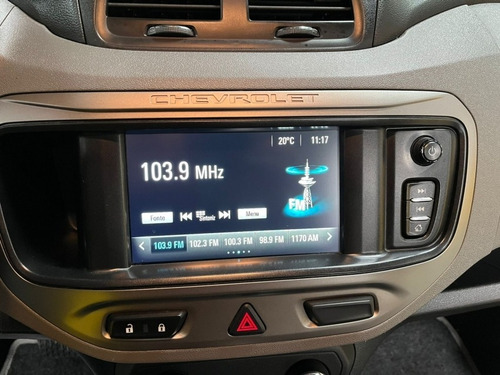 CHEVROLET
20°C 11:17
103.9 MHz
FM
Fonte Sintonia Menu
103.9 FM 102.3 FM 100.3 FM 98.9 FM 1170 AM